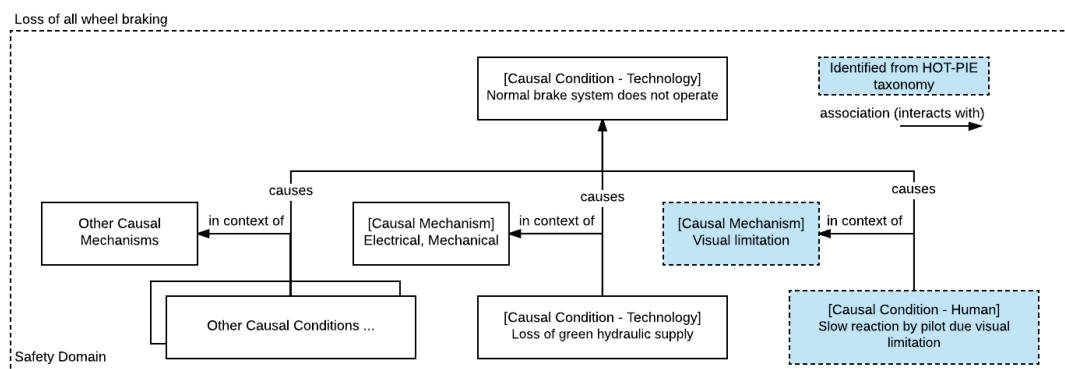 Loss of all wheel braking
[Causal Condition - Technology]
Normal brake system does not operate
Identified from HOT-PIE
taxonomy
association (interacts with)
causes
causes
causes
Other Causal
Mechanisms
in context of
[Causal Mechanism]
Electrical, Mechanical
in context of
[Causal Mechanism]
Visual limitation
in context of
Other Causal Conditions ...
[Causal Condition - Technology]
Loss of green hydraulic supply
[Causal Condition - Human]
Slow reaction by pilot due visual
limitation
Safety Domain